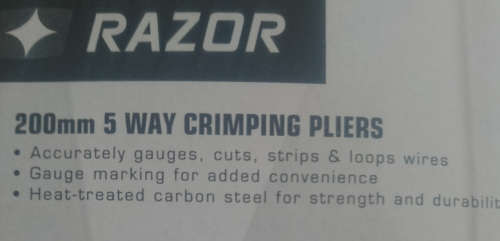 RAZOR
200mm 5 WAY CRIMPING PLIERS
• Accurately gauges, cuts, strips & loops wires
• Gauge marking for added convenience
• Heat-treated carbon steel for strength and durabilit